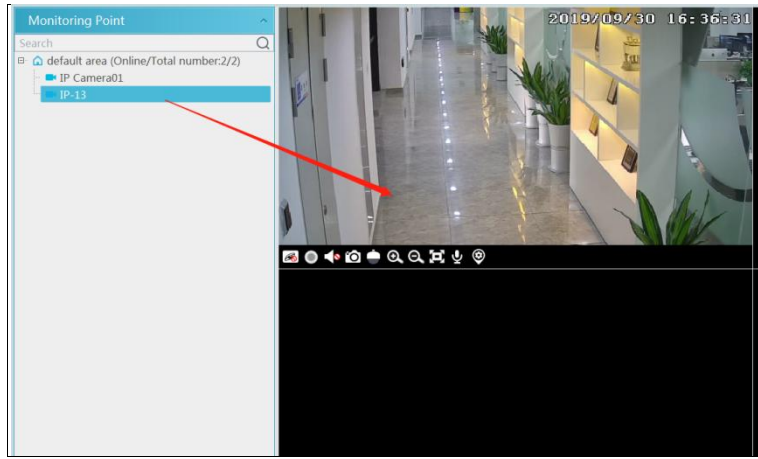 Monitoring Point
Search
default area (Online/Total number:2/2)
IP Camera01
IP-13
2019/09/30 16:36:31